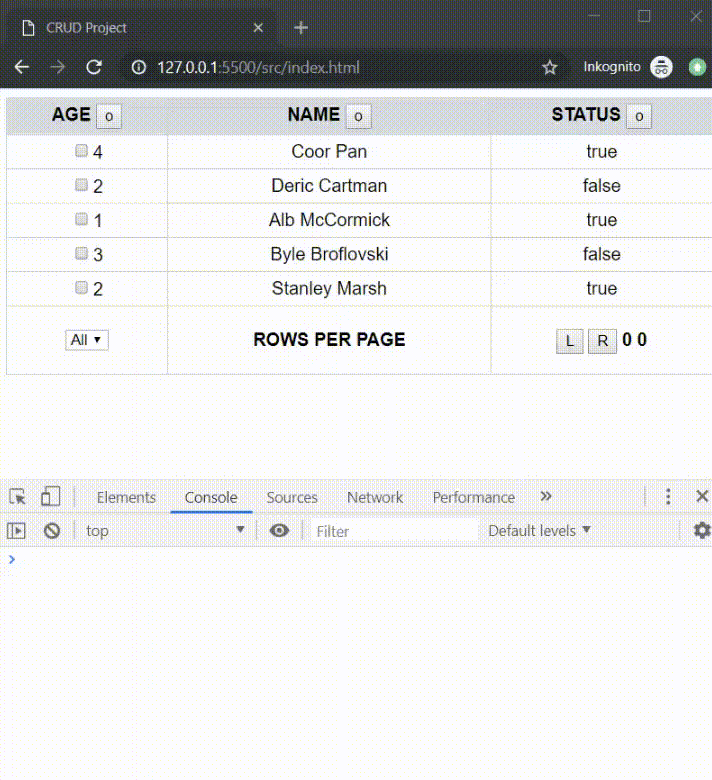 CRUD Project
127.0.0.1:5500/src/index.html Inkognito
AGE o NAME o STATUS o
4 Coor Pan true
2 Deric Cartman false
1 Alb McCormick true
3 Byle Broflovski false
2 Stanley Marsh true
All ROWS PER PAGE L R 0 0
Elements Console Sources Network Performance
top Filter Default levels